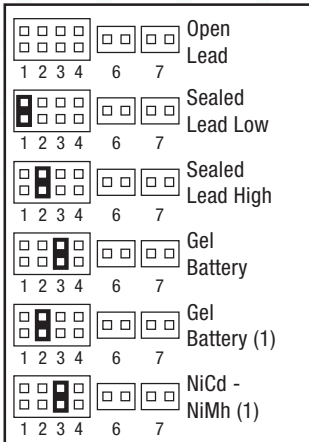 Open
Lead
1 2 3 4 6 7
Sealed
Lead Low
1 2 3 4 6 7
Sealed
Lead High
1 2 3 4 6 7
Gel
Battery
1 2 3 4 6 7
Gel
Battery (1)
1 2 3 4 6 7
NiCd -
NiMh (1)
1 2 3 4 6 7